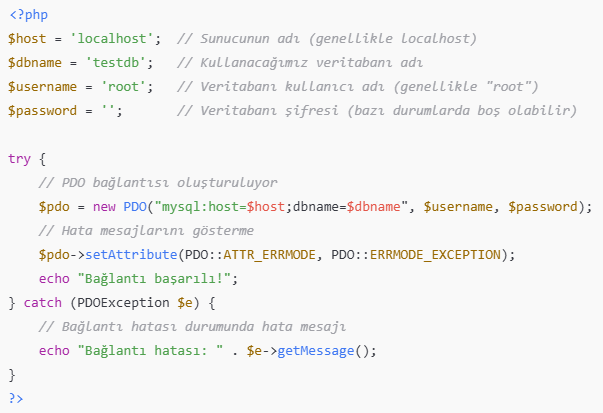 <?php
$host = 'localhost';  // Sunucunun adı (genellikle localhost)
$dbname = 'testdb';   // Kullanacağımız veritabanı adı
$username = 'root';   // Veritabanı kullanıcı adı (genellikle "root")
$password = '';       // Veritabanı şifresi (bazı durumlarda boş olabilir)

try {
    // PDO bağlantısı oluşturuluyor
    $pdo = new PDO("mysql:host=$host;dbname=$dbname", $username, $password);
    // Hata mesajlarını gösterme
    $pdo->setAttribute(PDO::ATTR_ERRMODE, PDO::ERRMODE_EXCEPTION);
    echo "Bağlantı başarılı!";
} catch (PDOException $e) {
    // Bağlantı hatası durumunda hata mesajı
    echo "Bağlantı hatası: " . $e->getMessage();
}
?>